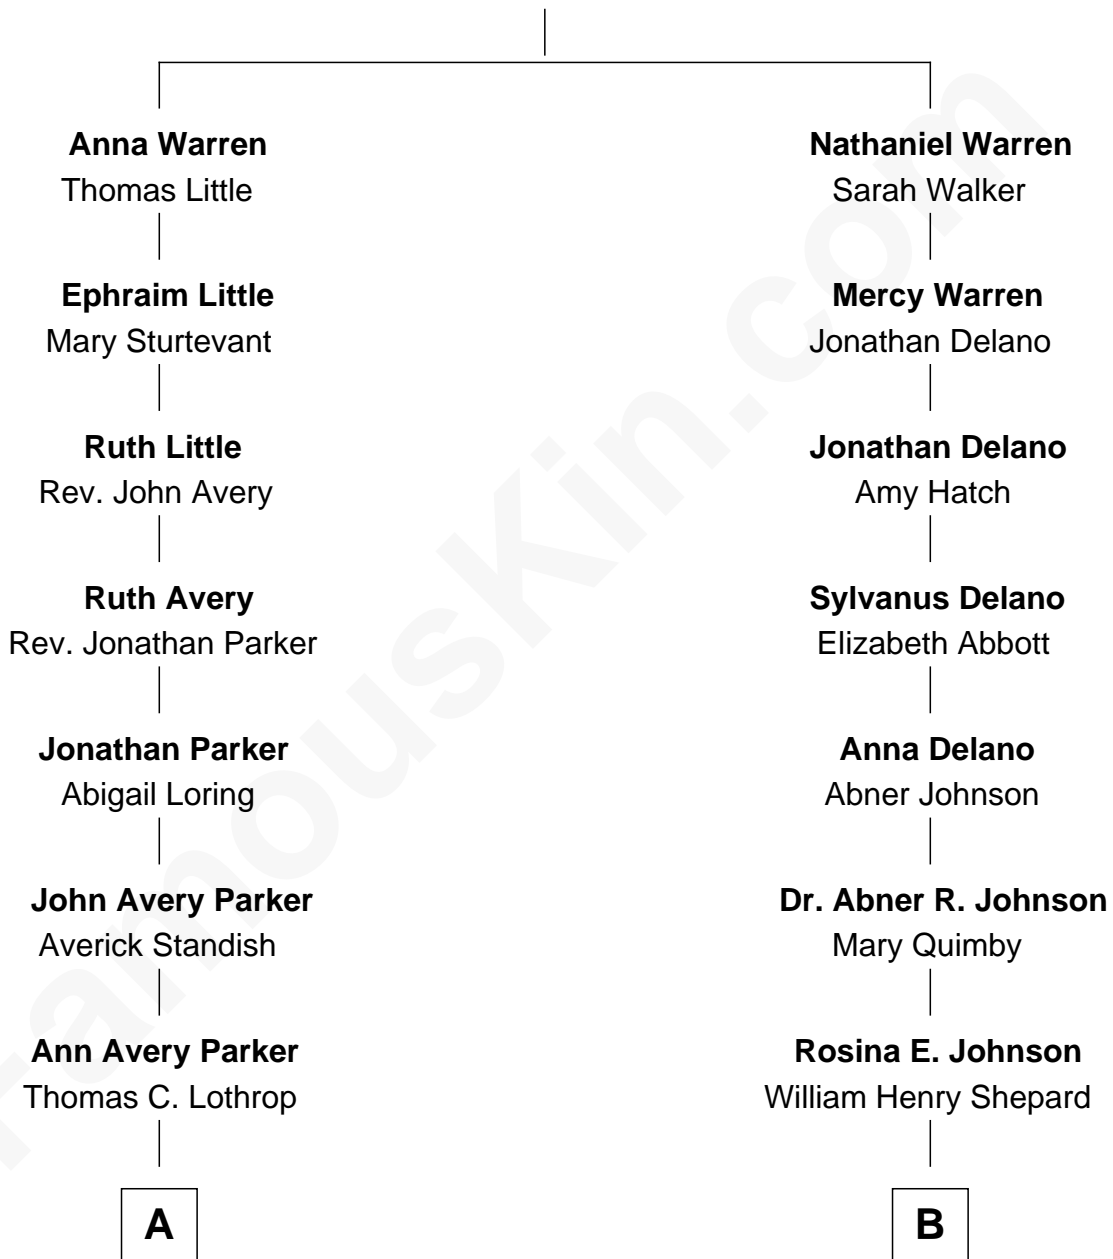 Anna Warren
Thomas Little
Ephraim Little
Mary Sturtevant
Ruth Little
Rev. John Avery
Ruth Avery
Rev. Jonathan Parker
Jonathan Parker
Abigail Loring
John Avery Parker
Averick Standish
Ann Avery Parker
Thomas C. Lothrop
A
Nathaniel Warren
Sarah Walker
Mercy Warren
Jonathan Delano
Jonathan Delano
Amy Hatch
Sylvanus Delano
Elizabeth Abbott
Anna Delano
Abner Johnson
Dr. Abner R. Johnson
Mary Quimby
Rosina E. Johnson
William Henry Shepard
B
FamousKin.com